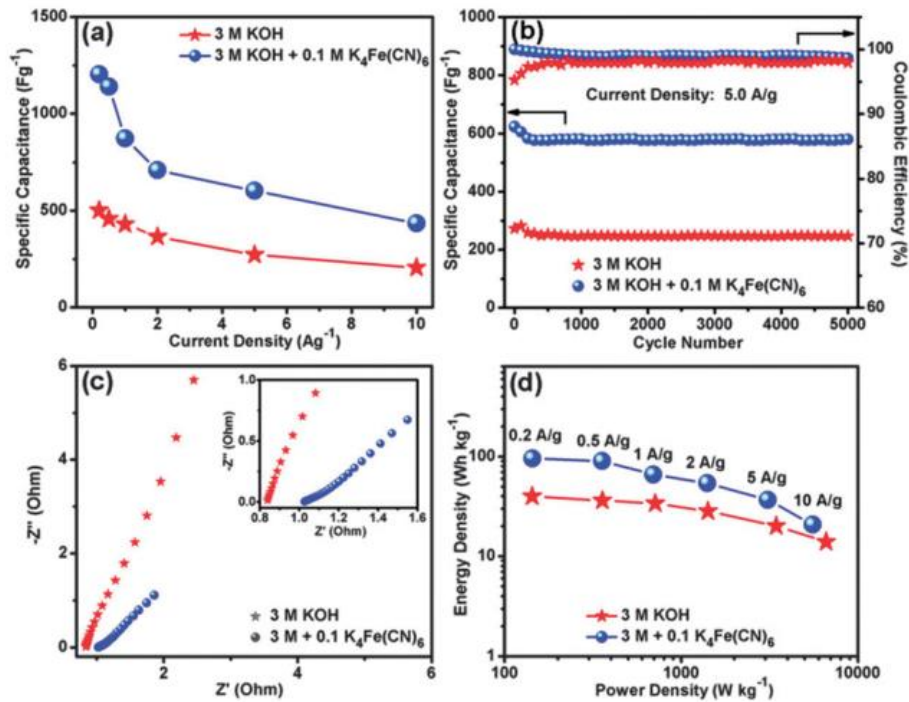 (a)
3 M KOH
3 M KOH + 0.1 M K₄Fe(CN)₆
Specific Capacitance (Fg⁻¹)
1500
1000
500
0
0 2 4 6 8 10
Current Density (Ag⁻¹)
(b)
Specific Capacitance (Fg⁻¹)
1000
800
600
400
200
0
Current Density: 5.0 A/g
3 M KOH
3 M KOH + 0.1 M K₄Fe(CN)₆
0 1000 2000 3000 4000 5000
Cycle Number
100
90
80
70
60
Coulombic Efficiency (%)
(c)
-Z'' (Ohm)
6
4
2
0
2 4 6
Z' (Ohm)
-Z'' (Ohm)
1.0
0.5
0.0
0.8 1.0 1.2 1.4 1.6
Z' (Ohm)
3 M KOH
3 M + 0.1 K₄Fe(CN)₆
(d)
Energy Density (Wh kg⁻¹)
100
10
1
0.2 A/g
0.5 A/g
1 A/g
2 A/g
5 A/g
10 A/g
3 M KOH
3 M + 0.1 K₄Fe(CN)₆
100 1000 10000
Power Density (W kg⁻¹)